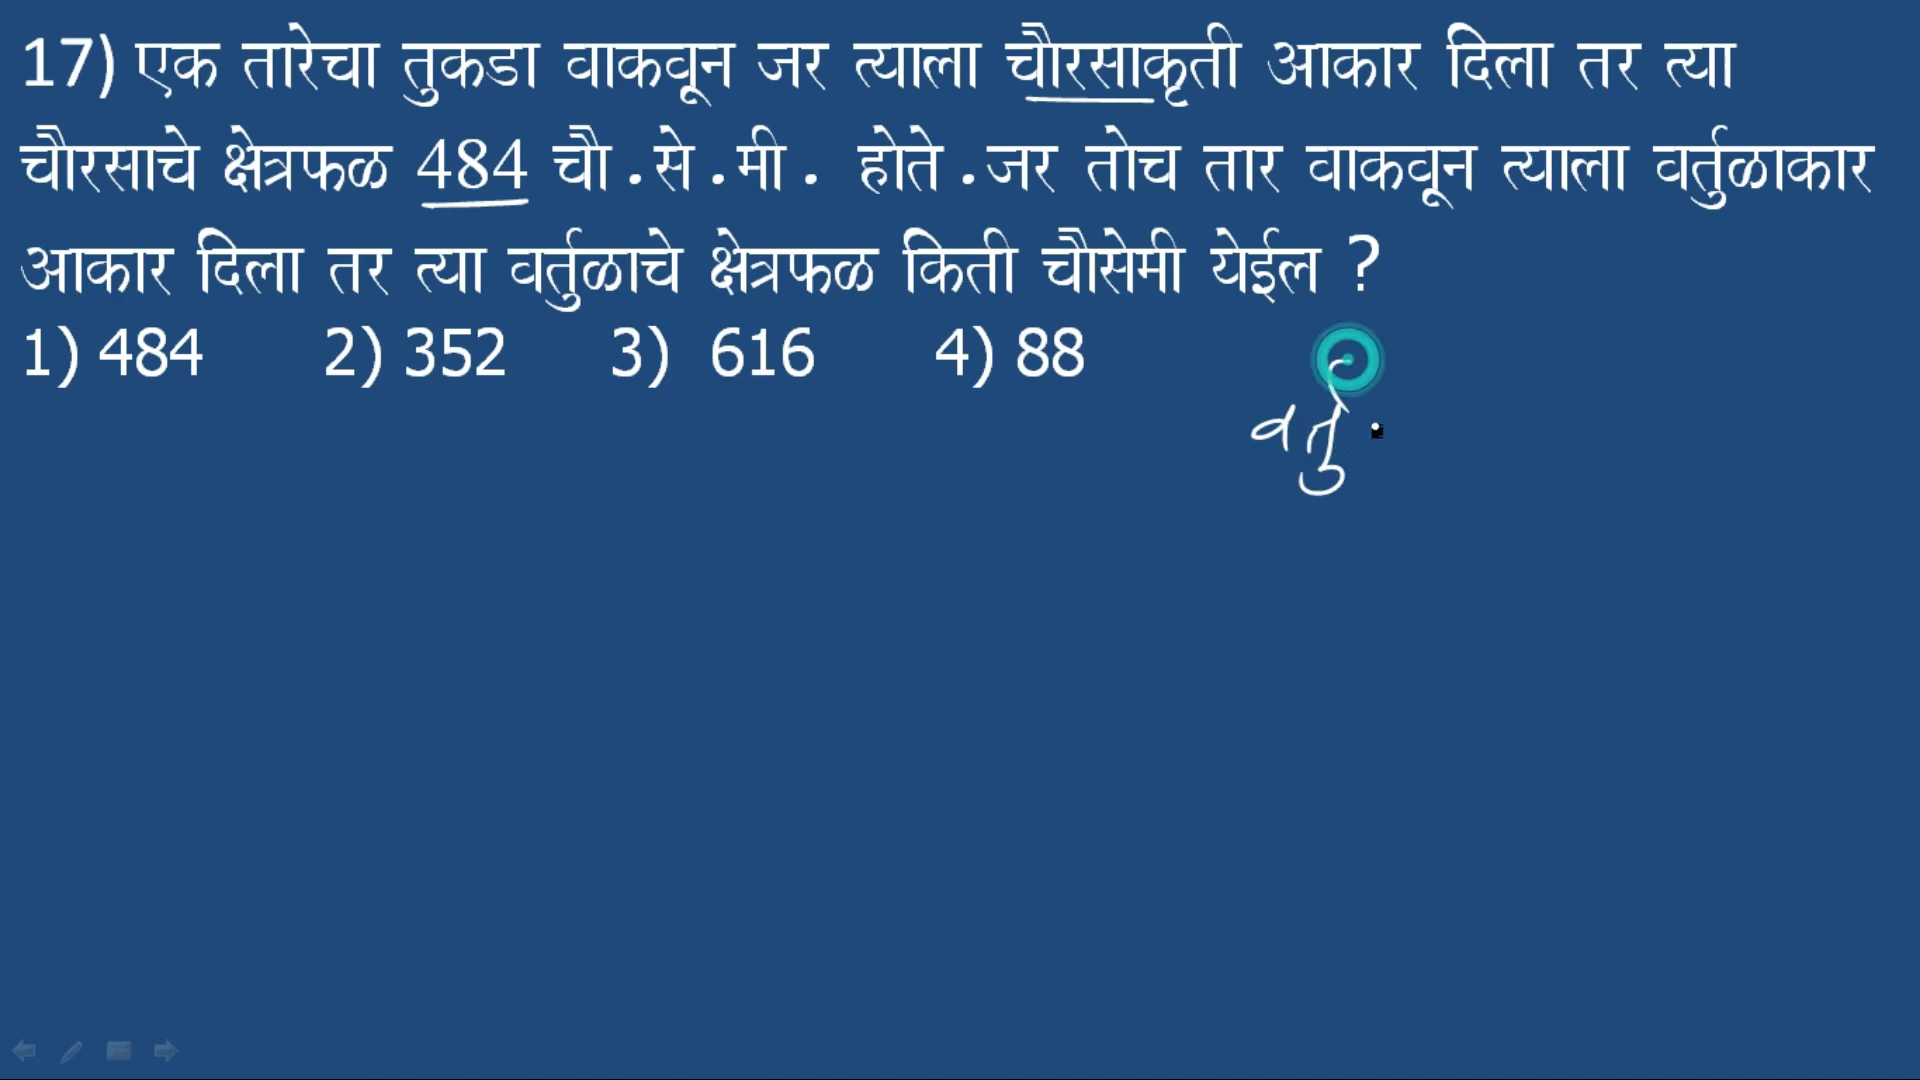 17) एक तारेचा तुकडा वाकवून जर त्याला चौरसाकृती आकार दिला तर त्या
चौरसाचे क्षेत्रफळ 484 चौ.से.मी. होते.जर तोच तार वाकवून त्याला वर्तुळाकार
आकार दिला तर त्या वर्तुळाचे क्षेत्रफळ किती चौसेमी येईल ?
1) 484 2) 352 3) 616 4) 88
वर्तु